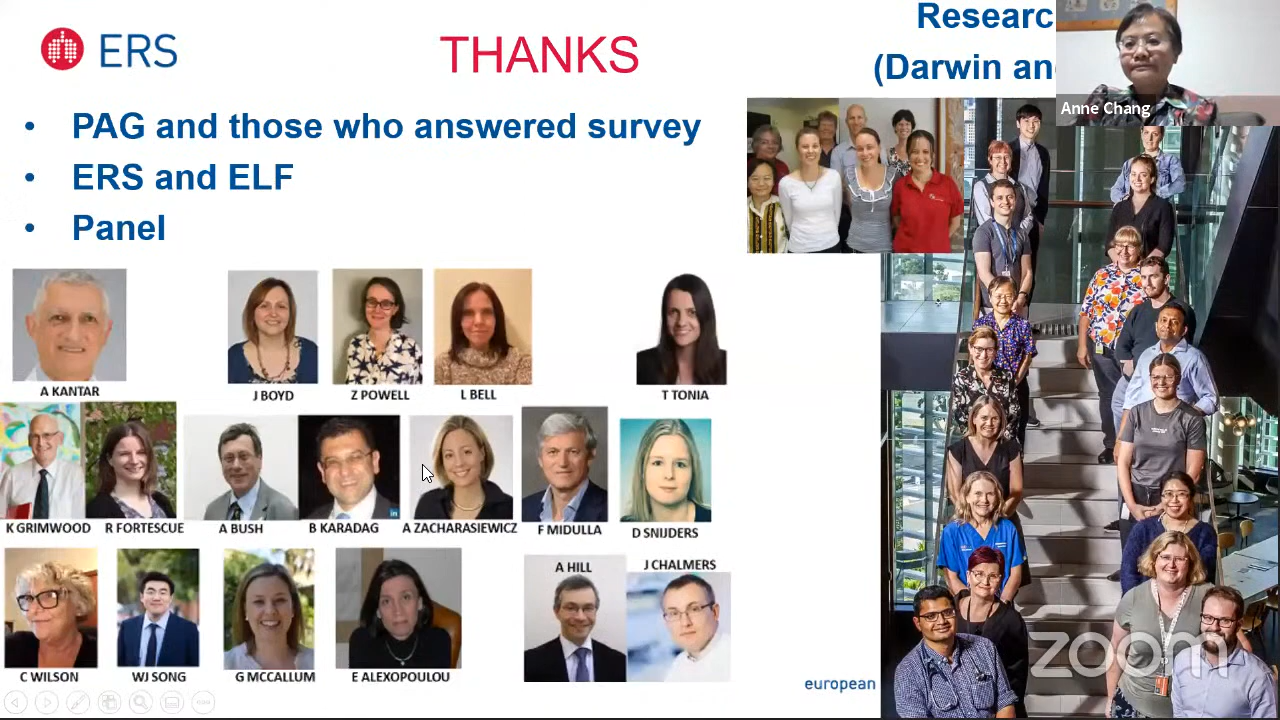 ERS
THANKS
Researc
(Darwin an
Anne Chang
• PAG and those who answered survey
• ERS and ELF
• Panel
A KANTAR
J BOYD
Z POWELL
L BELL
T TONIA
K GRIMWOOD
R FORTESCUE
A BUSH
B KARADAG
A ZACHARASIEWICZ
F MIDULLA
D SNIJDERS
A HILL
J CHALMERS
C WILSON
WJ SONG
G MCCALLUM
E ALEXOPOULOU
european
zoom